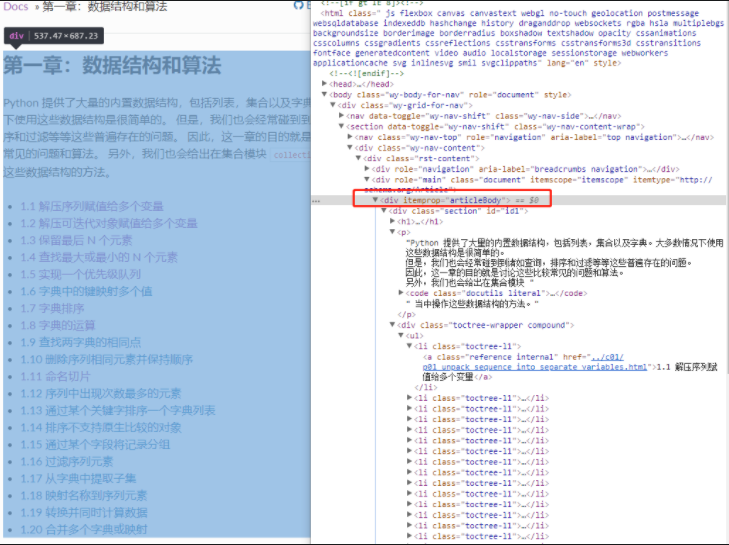 Docs » 第一章：数据结构和算法
div 537.47×687.23
第一章：数据结构和算法
Python 提供了大量的内置数据结构，包括列表，集合以及字典
下使用这些数据结构是很简单的。 但是，我们也会经常碰到到
序和过滤等等这些普遍存在的问题。 因此，这一章的目的就是
常见的问题和算法。 另外，我们也会给出在集合模块 collecti
这些数据结构的方法。
• 1.1 解压序列赋值给多个变量
• 1.2 解压可迭代对象赋值给多个变量
• 1.3 保留最后 N 个元素
• 1.4 查找最大或最小的 N 个元素
• 1.5 实现一个优先级队列
• 1.6 字典中的键映射多个值
• 1.7 字典排序
• 1.8 字典的运算
• 1.9 查找两字典的相同点
• 1.10 删除序列相同元素并保持顺序
• 1.11 命名切片
• 1.12 序列中出现次数最多的元素
• 1.13 通过某个关键字排序一个字典列表
• 1.14 排序不支持原生比较的对象
• 1.15 通过某个字段将记录分组
• 1.16 过滤序列元素
• 1.17 从字典中提取子集
• 1.18 映射名称到序列元素
• 1.19 转换并同时计算数据
• 1.20 合并多个字典或映射
<!--[if gt IE 8]><!-->
<html class=" js flexbox canvas canvastext webgl no-touch geolocation postmessage
websqldatabase indexeddb hashchange history draganddrop websockets rgba hsla multiplebgs
backgroundsize borderimage borderradius boxshadow textshadow opacity cssanimations
csscolumns cssgradients cssreflections csstransforms csstransforms3d csstransitions
fontface generatedcontent video audio localstorage sessionstorage webworkers
applicationcache svg inlinesvg smil svgclippaths" lang="en" style>
<!--<![endif]-->
<head>…</head>
<body class="wy-body-for-nav" role="document" style>
<div class="wy-grid-for-nav">
<nav data-toggle="wy-nav-shift" class="wy-nav-side">…</nav>
<section data-toggle="wy-nav-shift" class="wy-nav-content-wrap">
<nav class="wy-nav-top" role="navigation" aria-label="top navigation">…</nav>
<div class="wy-nav-content">
<div class="rst-content">
<div role="navigation" aria-label="breadcrumbs navigation">…</div>
<div role="main" class="document" itemscope="itemscope" itemtype="http://
schema.org/Article">
… <div itemprop="articleBody"> == $0
<div class="section" id="id1">
<h1>…</h1>
<p>
"Python 提供了大量的内置数据结构，包括列表，集合以及字典。大多数情况下使用
这些数据结构是很简单的。
但是，我们也会经常碰到到诸如查询，排序和过滤等等这些普遍存在的问题。
因此，这一章的目的就是讨论这些比较常见的问题和算法。
另外，我们也会给出在集合模块 "
<code class="docutils literal">…</code>
" 当中操作这些数据结构的方法。"
</p>
<div class="toctree-wrapper compound">
<ul>
<li class="toctree-l1">
<a class="reference internal" href="../c01/
p01_unpack_sequence_into_separate_variables.html">1.1 解压序列赋
值给多个变量</a>
</li>
<li class="toctree-l1">…</li>
<li class="toctree-l1">…</li>
<li class="toctree-l1">…</li>
<li class="toctree-l1">…</li>
<li class="toctree-l1">…</li>
<li class="toctree-l1">…</li>
<li class="toctree-l1">…</li>
<li class="toctree-l1">…</li>
<li class="toctree-l1">…</li>
<li class="toctree-l1">…</li>
<li class="toctree-l1">…</li>
<li class="toctree-l1">…</li>
<li class="toctree-l1">…</li>